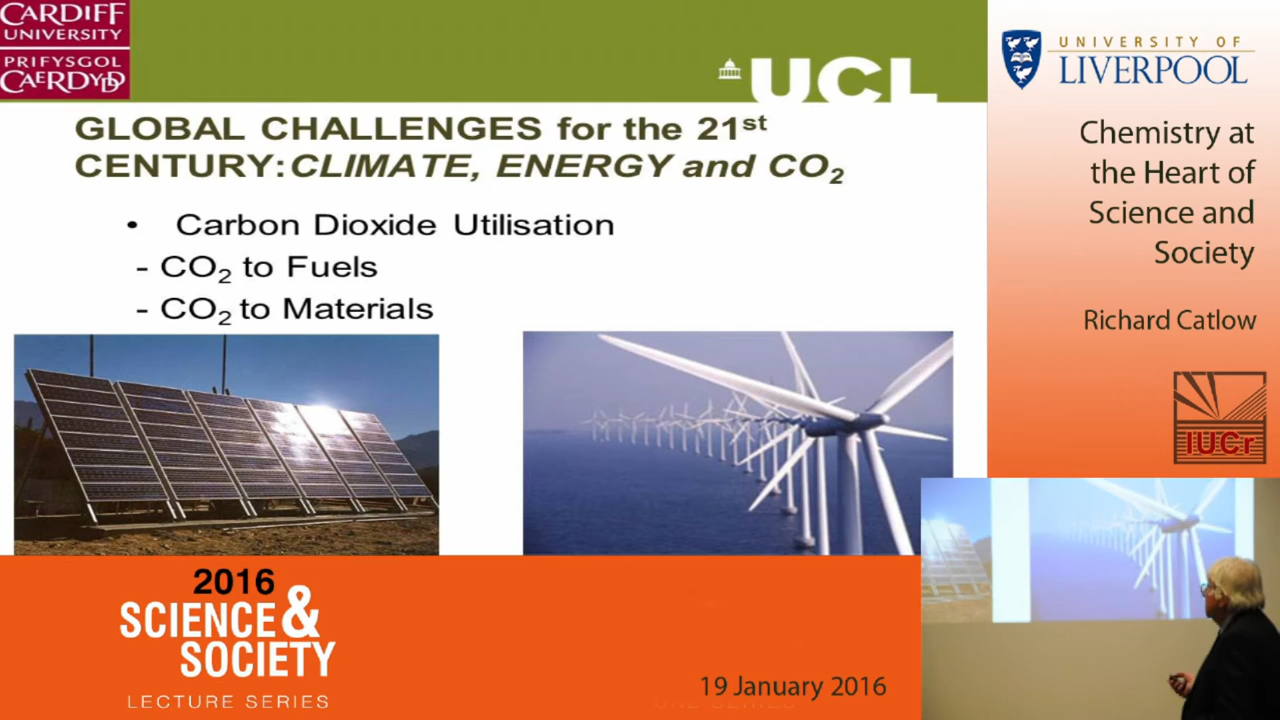 CARDIFF
UNIVERSITY
PRIFYSGOL
CAERDYDD
UCL
GLOBAL CHALLENGES for the 21st
CENTURY: CLIMATE, ENERGY and CO2
• Carbon Dioxide Utilisation
- CO2 to Fuels
- CO2 to Materials
UNIVERSITY OF
LIVERPOOL
Chemistry at
the Heart of
Science and
Society
Richard Catlow
IUCr
2016
SCIENCE &
SOCIETY
LECTURE SERIES
19 January 2016